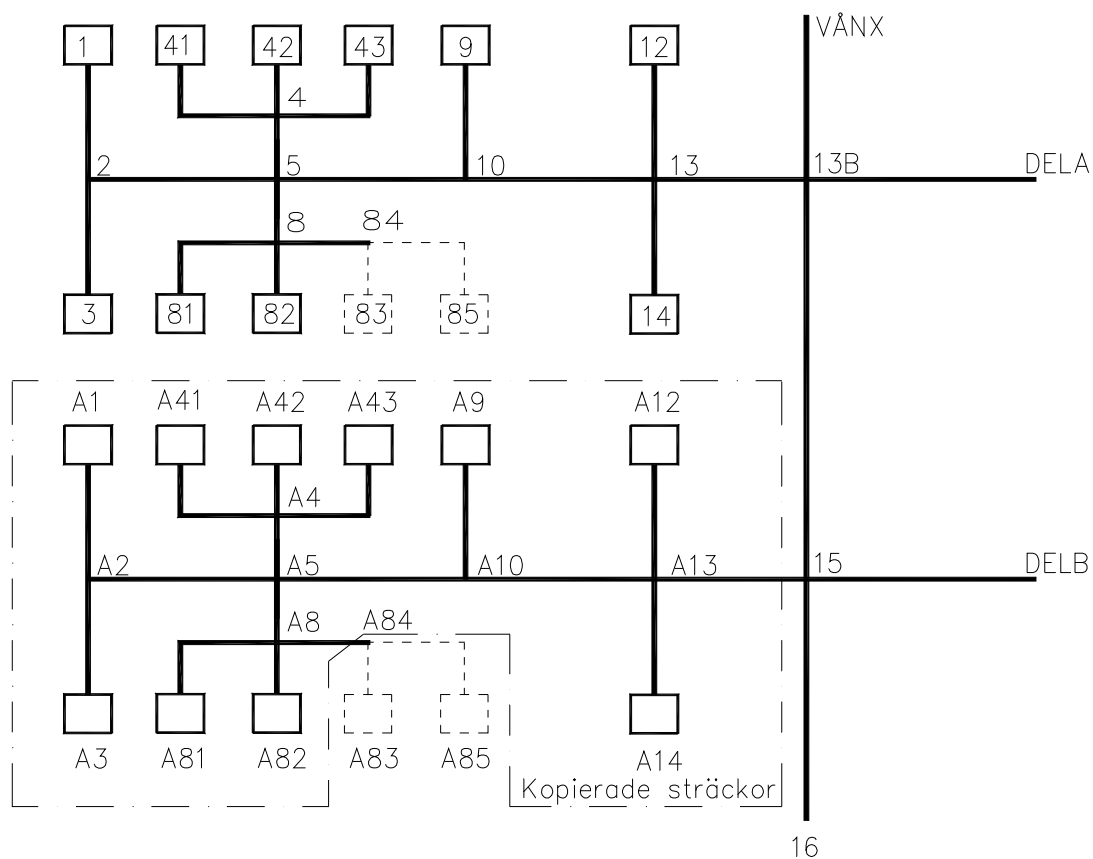 VÅNX
1 41 42 43 9 12
4
2 5 10 13 13B DELA
8 84
3 81 82 83 85 14
A1 A41 A42 A43 A9 A12
A4
A2 A5 A10 A13 15 DELB
A8 A84
A3 A81 A82 A83 A85 A14
Kopierade sträckor
16